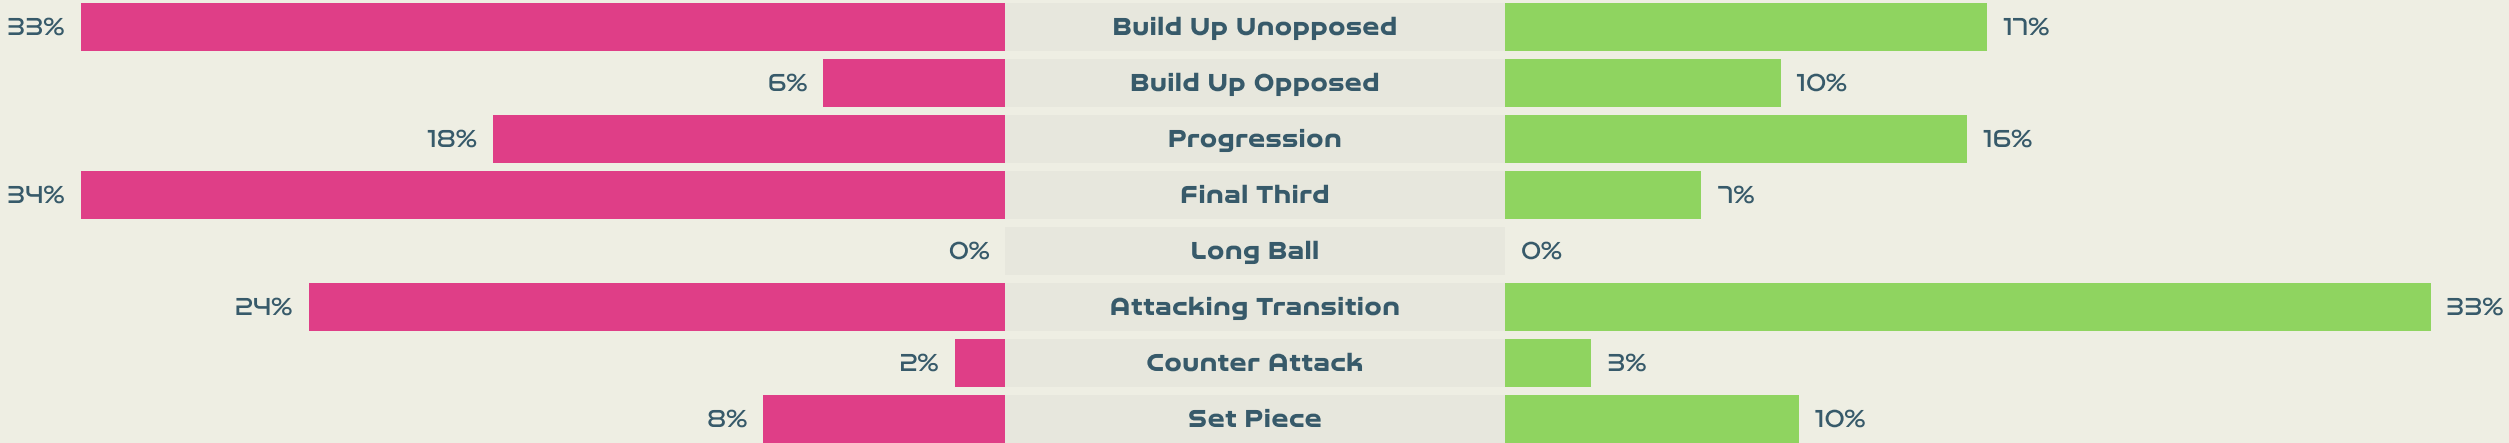 33% Build Up Unopposed 17%
6% Build Up Opposed 10%
18% Progression 16%
34% Final Third 7%
0% Long Ball 0%
24% Attacking Transition 33%
2% Counter Attack 3%
8% Set Piece 10%